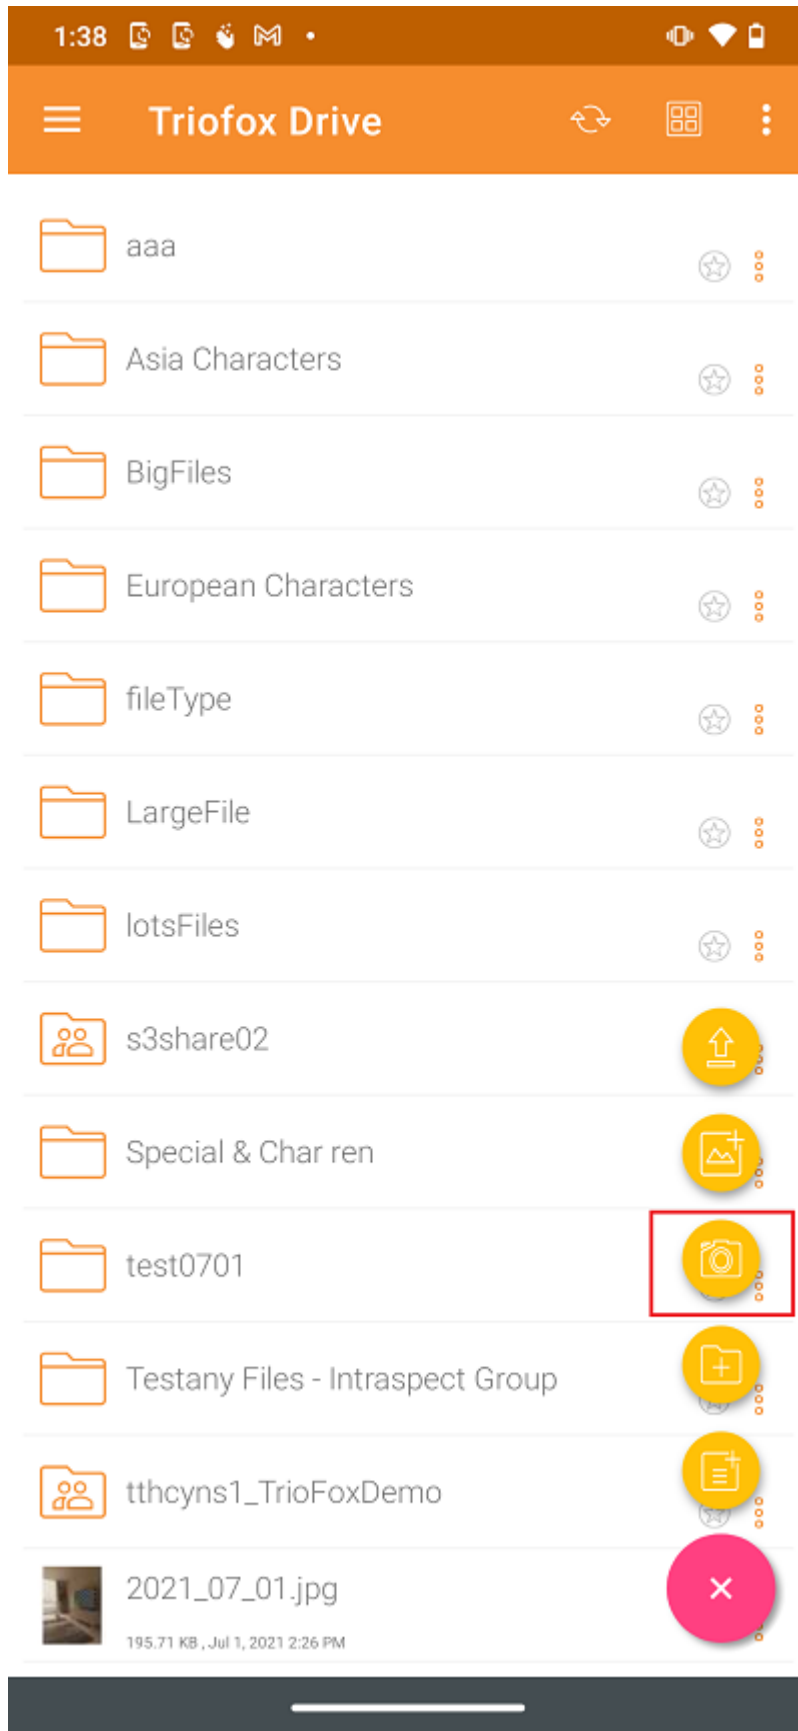 1:38
Triofox Drive
aaa
Asia Characters
BigFiles
European Characters
fileType
LargeFile
lotsFiles
s3share02
Special & Char ren
test0701
Testany Files - Intraspect Group
tthcyns1_TrioFoxDemo
2021_07_01.jpg
195.71 KB , Jul 1, 2021 2:26 PM